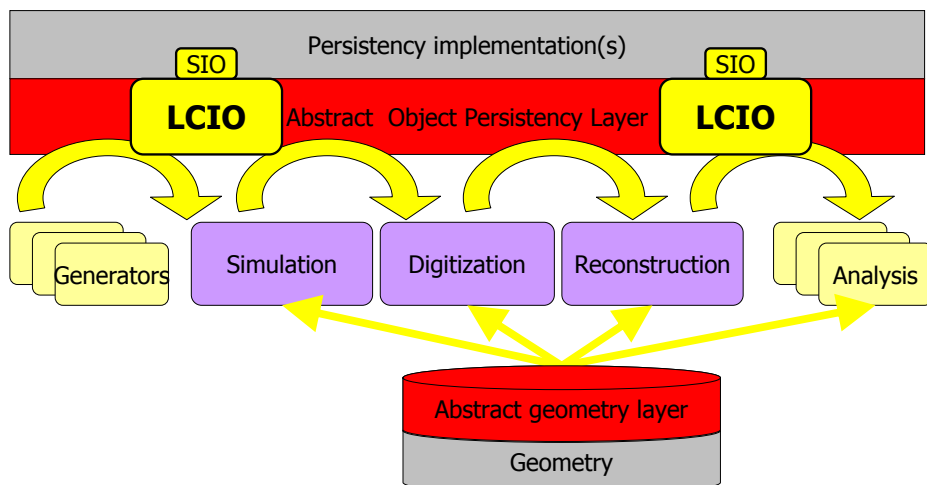 Persistency implementation(s)
SIO
SIO
LCIO
Abstract Object Persistency Layer
LCIO
Generators
Simulation
Digitization
Reconstruction
Analysis
Abstract geometry layer
Geometry